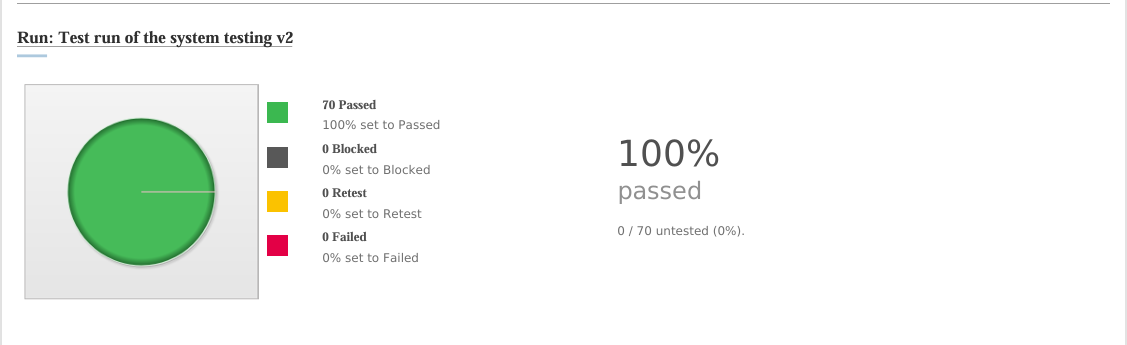 Run: Test run of the system testing v2
70 Passed
100% set to Passed
0 Blocked
0% set to Blocked
0 Retest
0% set to Retest
0 Failed
0% set to Failed
100%
passed
0 / 70 untested (0%).